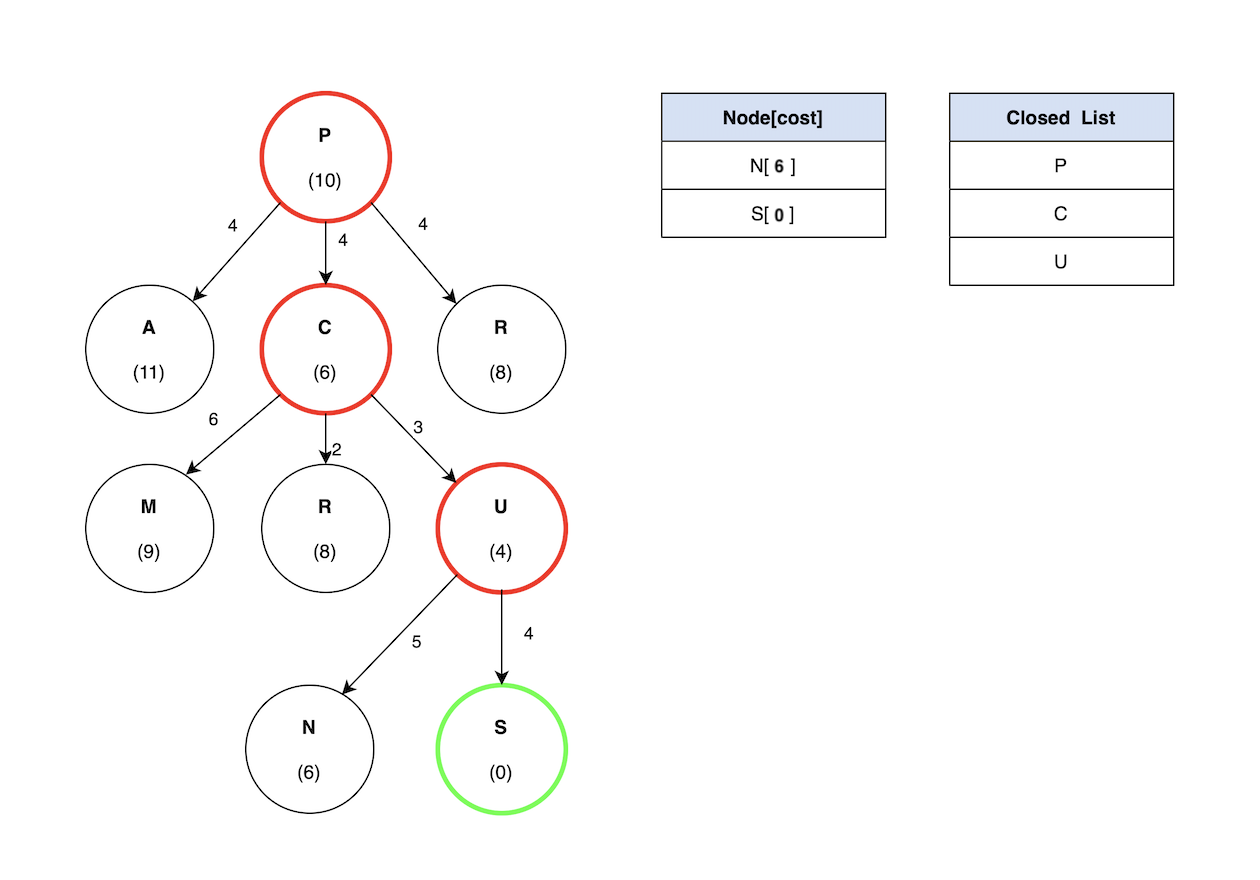 P
(10)
4
4
4
A
(11)
C
(6)
R
(8)
6
2
3
M
(9)
R
(8)
U
(4)
5
4
N
(6)
S
(0)
Node[cost]
N[ 6 ]
S[ 0 ]
Closed List
P
C
U